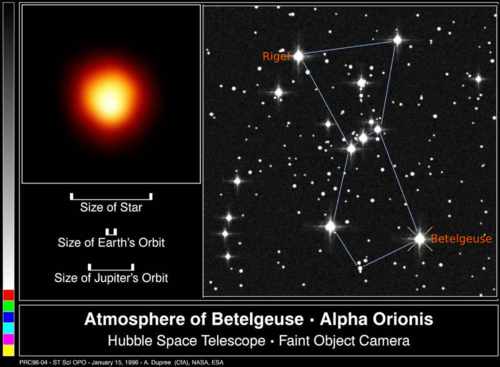 Rigel
Betelgeuse
Size of Star
Size of Earth's Orbit
Size of Jupiter's Orbit
Atmosphere of Betelgeuse · Alpha Orionis
Hubble Space Telescope · Faint Object Camera
PRC96-04 · ST ScI OPO · January 15, 1996 · A. Dupree (CfA), NASA, ESA